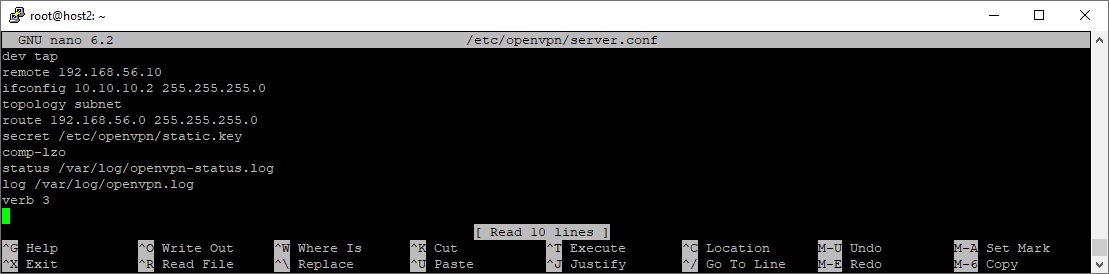 root@host2: ~
GNU nano 6.2 /etc/openvpn/server.conf
dev tap
remote 192.168.56.10
ifconfig 10.10.10.2 255.255.255.0
topology subnet
route 192.168.56.0 255.255.255.0
secret /etc/openvpn/static.key
comp-lzo
status /var/log/openvpn-status.log
log /var/log/openvpn.log
verb 3
[ Read 10 lines ]
^G Help ^O Write Out ^W Where Is ^K Cut ^T Execute ^C Location M-U Undo M-A Set Mark
^X Exit ^R Read File ^\ Replace ^U Paste ^J Justify ^/ Go To Line M-E Redo M-6 Copy